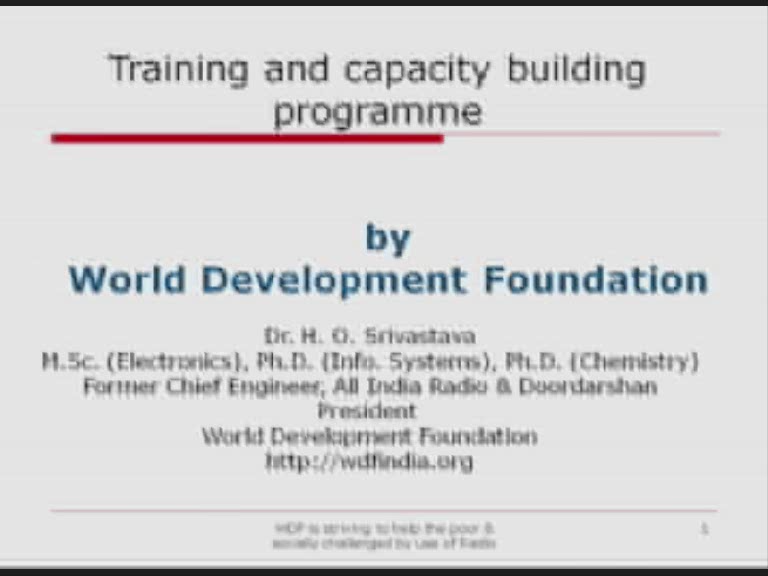 Training and capacity building
programme
by
World Development Foundation
Dr. H. O. Srivastava
M.Sc. (Electronics), Ph.D. (Info. Systems), Ph.D. (Chemistry)
Former Chief Engineer, All India Radio & Doordarshan
President
World Development Foundation
http://wdfindia.org
WDF is striving to help the poor &
socially challenged by use of Radio
1